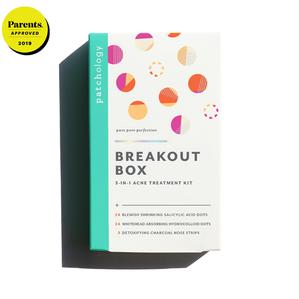 Parents.
APPROVED
2019
patchology
pure pore perfection
BREAKOUT
BOX
3-IN-1 ACNE TREATMENT KIT
+
24 BLEMISH SHRINKING SALICYLIC ACID DOTS
24 WHITEHEAD ABSORBING HYDROCOLLOID DOTS
3 DETOXIFYING CHARCOAL NOSE STRIPS